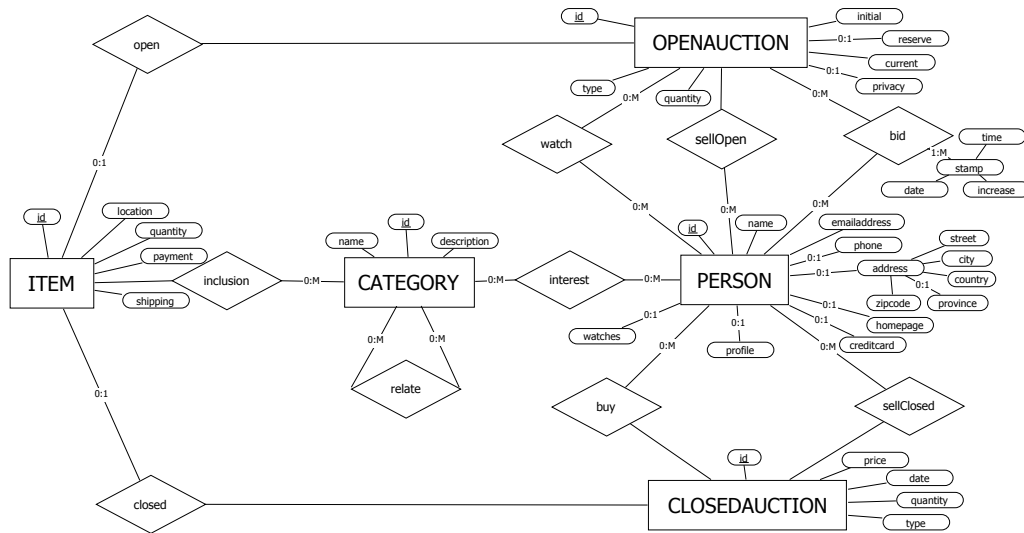 id
initial
open
OPENAUCTION
0:1
reserve
current
0:1
privacy
type
quantity
0:M
0:M
watch
sellOpen
bid
time
1:M
stamp
date
increase
0:1
0:M
0:M
0:M
id
location
quantity
payment
shipping
ITEM
inclusion
0:M
id
name
description
CATEGORY
0:M
interest
0:M
id
name
emailaddress
phone
0:1
PERSON
0:1
address
street
city
country
0:1
zipcode
province
watches
0:1
0:1
profile
0:1
homepage
0:1
creditcard
0:M
0:M
relate
0:M
0:M
0:1
buy
sellClosed
closed
id
price
date
CLOSEDAUCTION
quantity
type